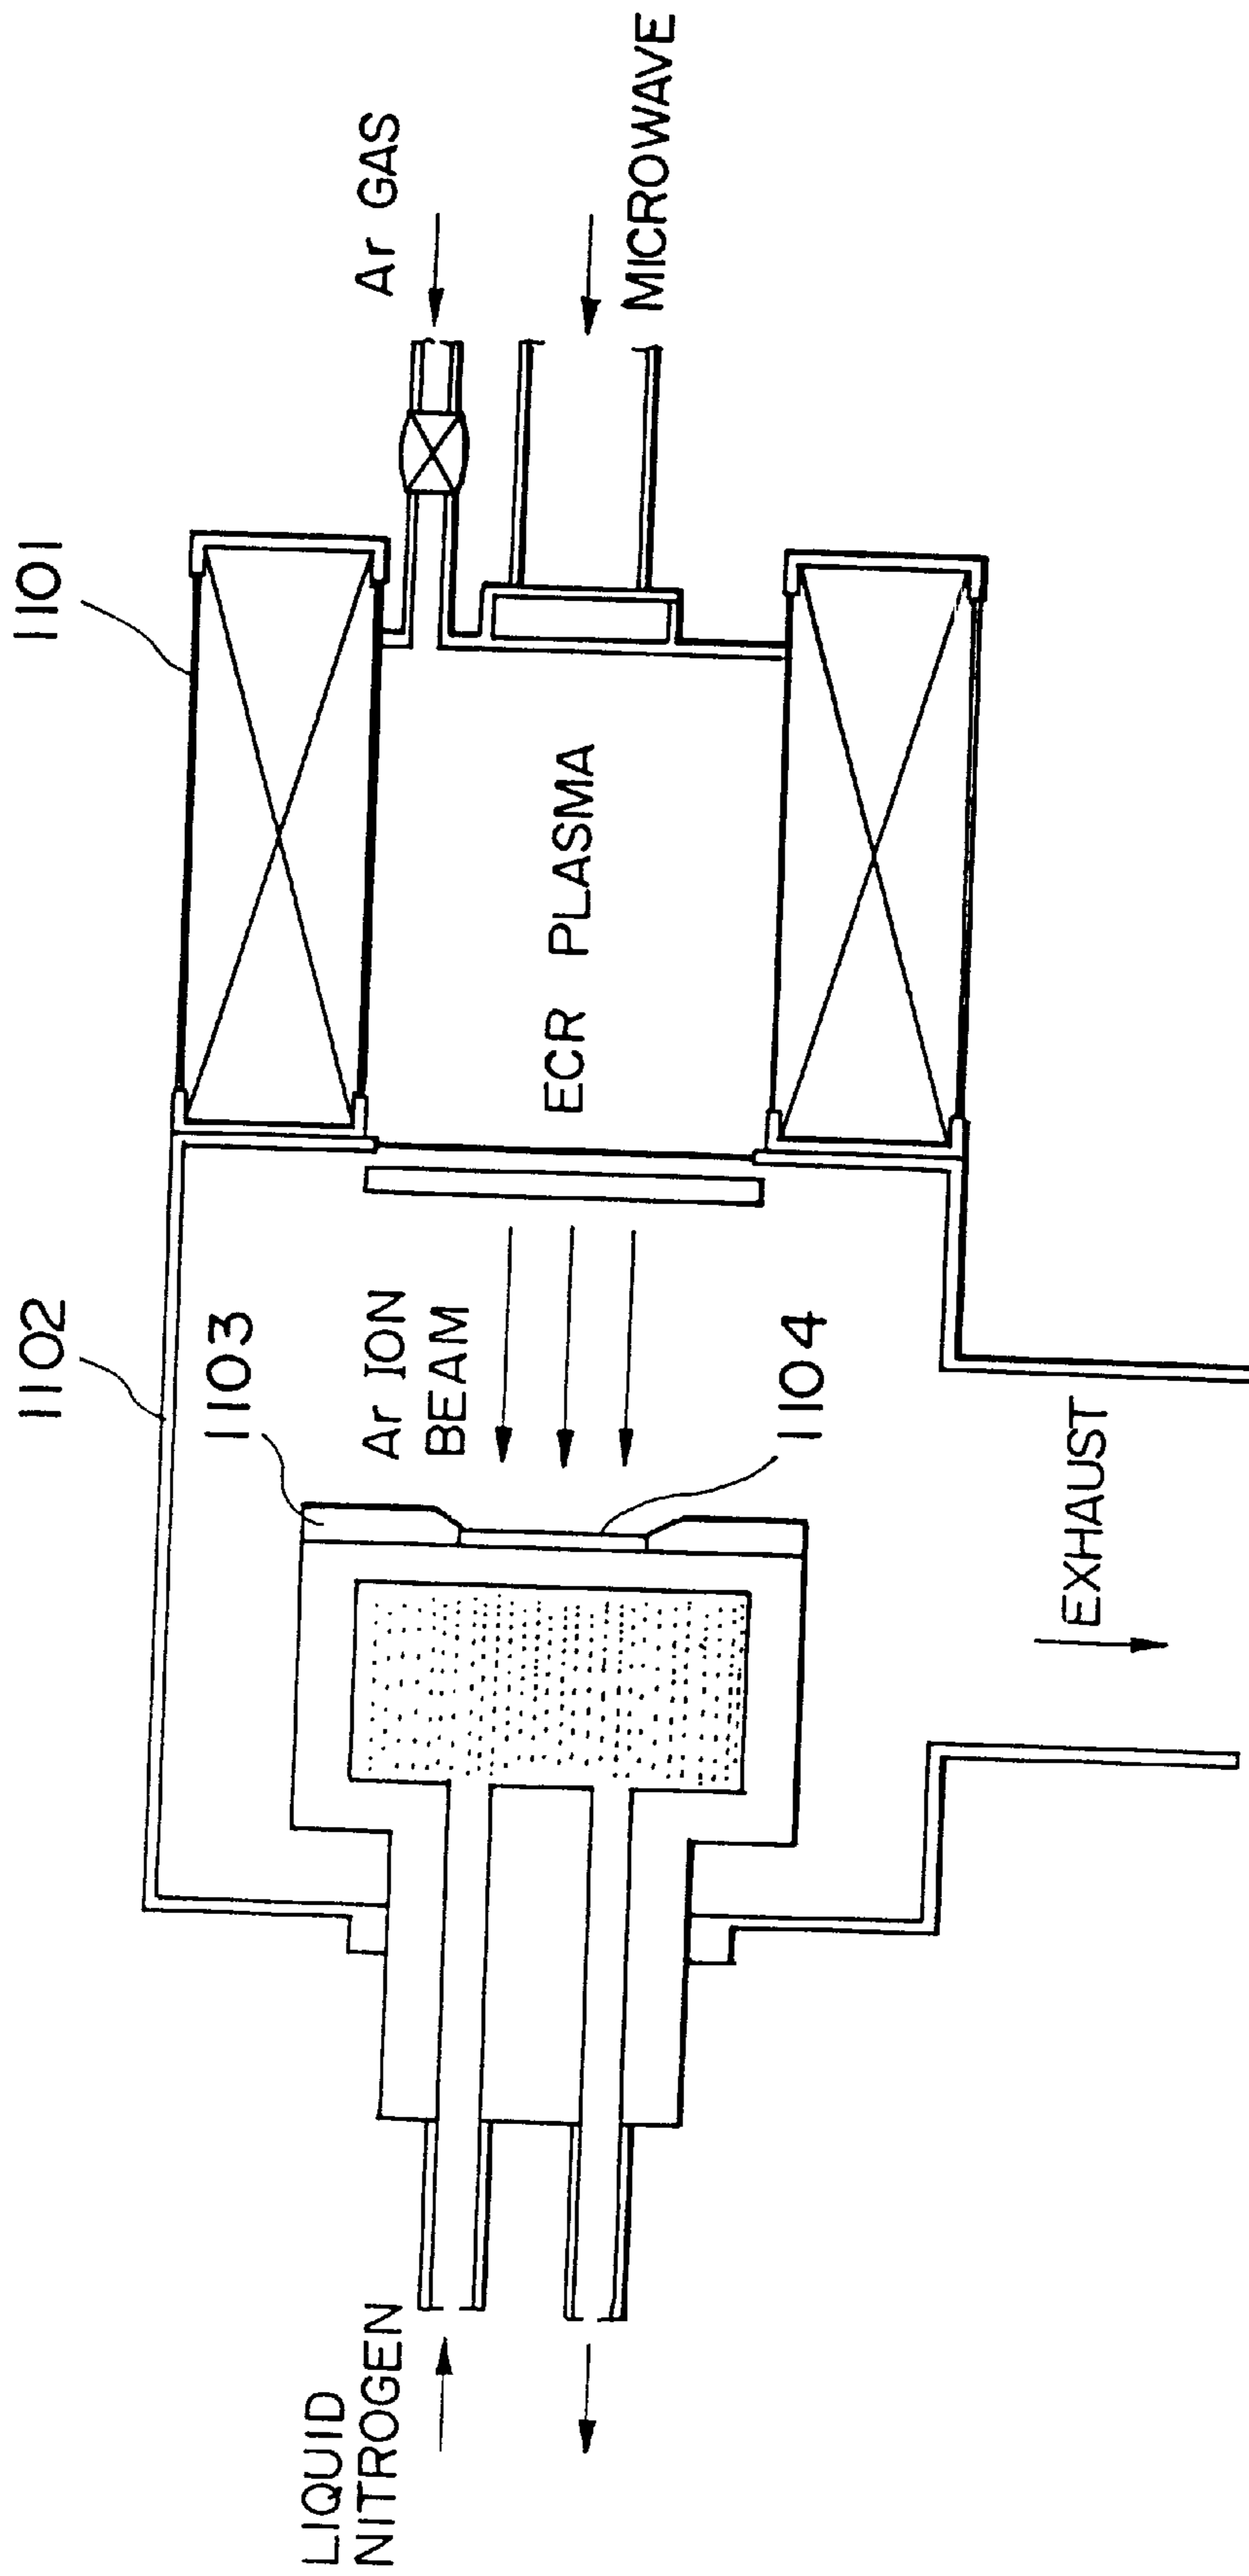 1101
1102
1103
Ar ION
BEAM
1104
ECR PLASMA
Ar GAS
MICROWAVE
LIQUID
NITROGEN
EXHAUST